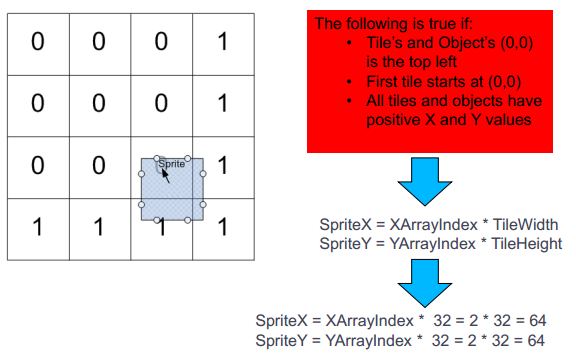 0 0 0 1
0 0 0 1
0 0 1
Sprite
1 1 1 1
The following is true if:
• Tile's and Object's (0,0)
is the top left
• First tile starts at (0,0)
• All tiles and objects have
positive X and Y values
SpriteX = XArrayIndex * TileWidth
SpriteY = YArrayIndex * TileHeight
SpriteX = XArrayIndex * 32 = 2 * 32 = 64
SpriteY = YArrayIndex * 32 = 2 * 32 = 64